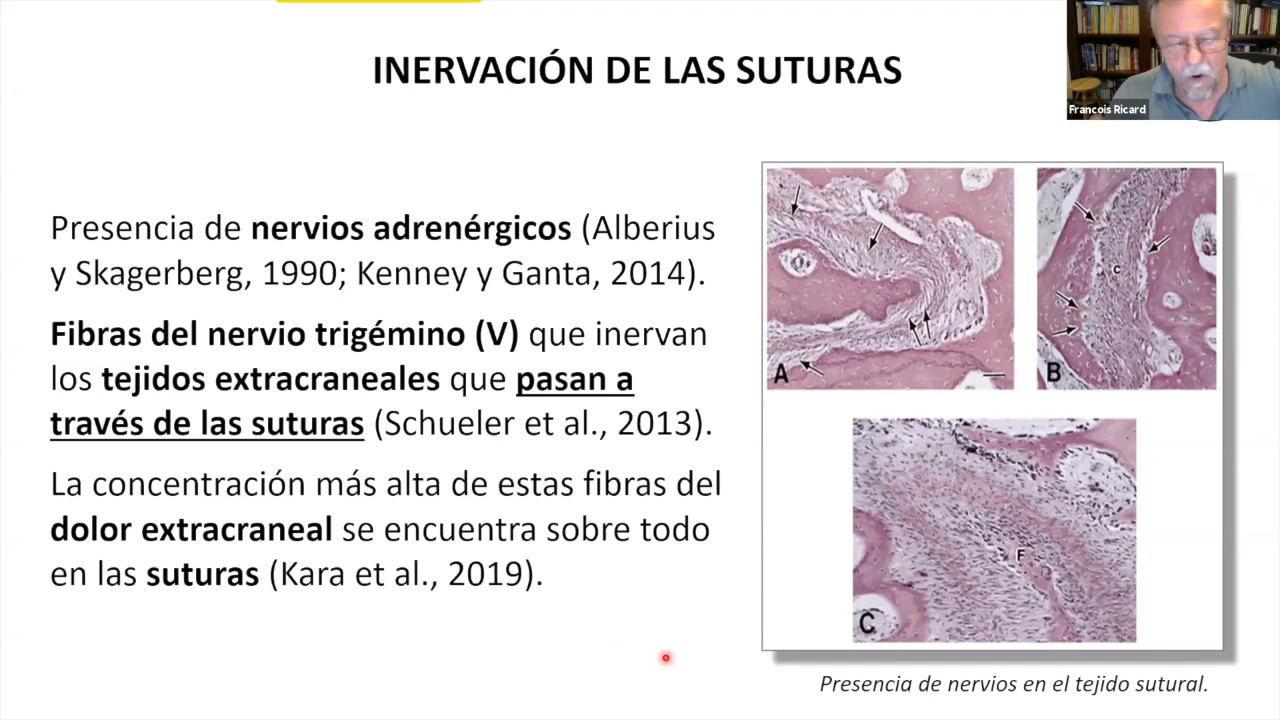 INERVACIÓN DE LAS SUTURAS
Francois Ricard
Presencia de nervios adrenérgicos (Alberius
y Skagerberg, 1990; Kenney y Ganta, 2014).
Fibras del nervio trigémino (V) que inervan
los tejidos extracraneales que pasan a
través de las suturas (Schueler et al., 2013).
La concentración más alta de estas fibras del
dolor extracraneal se encuentra sobre todo
en las suturas (Kara et al., 2019).
A
B
C
C
F
Presencia de nervios en el tejido sutural.